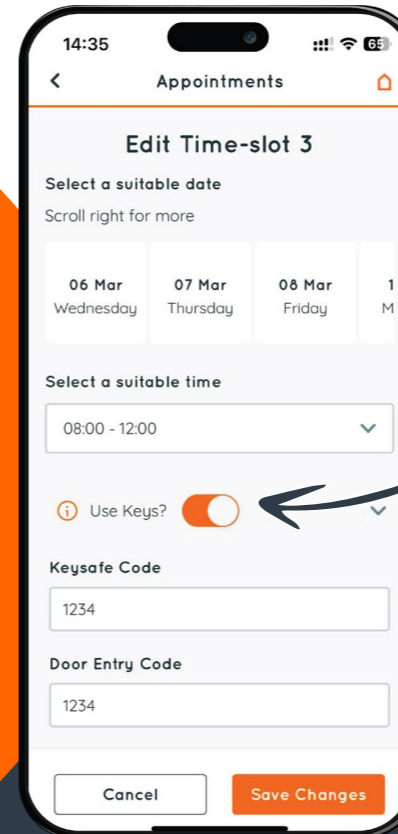 14:35
65
Appointments
Edit Time-slot 3
Select a suitable date
Scroll right for more
06 Mar 07 Mar 08 Mar 1
Wednesday Thursday Friday M
Select a suitable time
08:00 - 12:00
Use Keys?
Keysafe Code
1234
Door Entry Code
1234
Cancel Save Changes